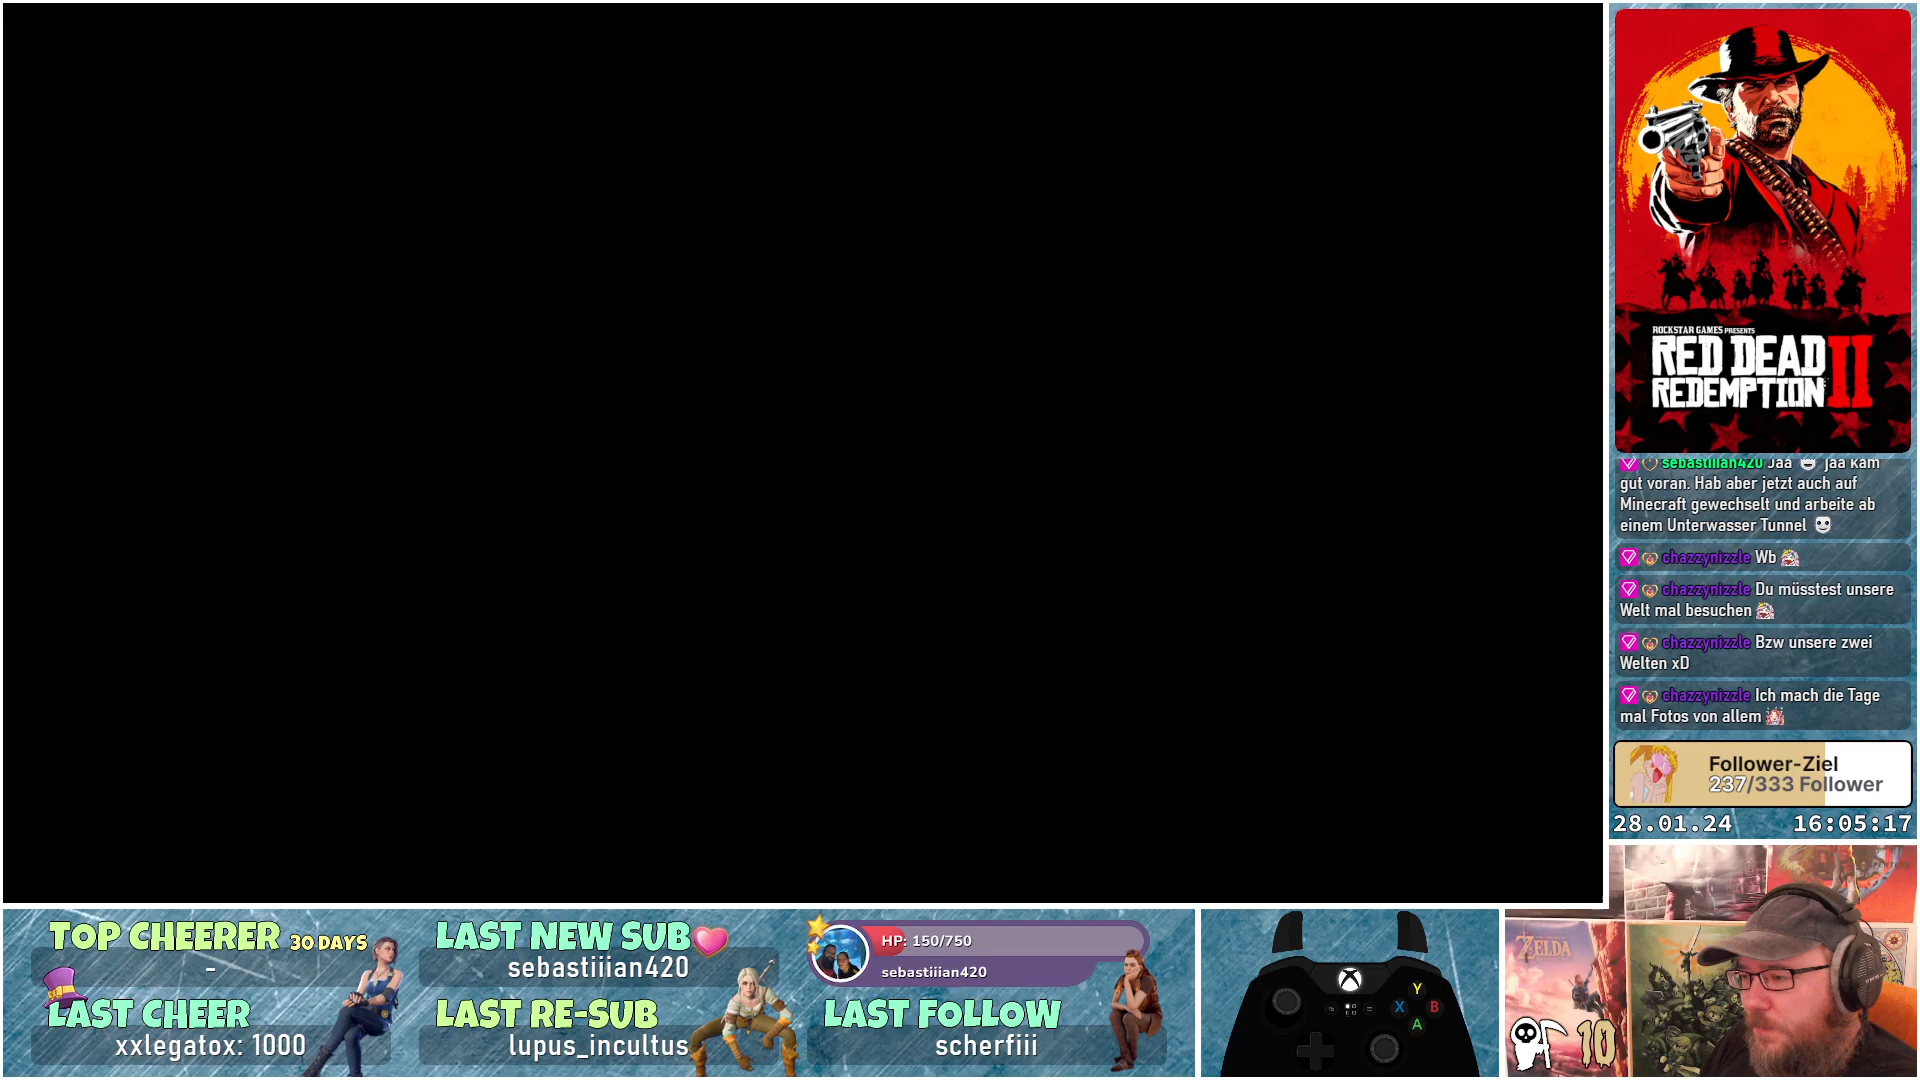 ROCKSTAR GAMES PRESENTS
RED DEAD
REDEMPTION II
sebastiiian420 Jaa jaa kam
gut voran. Hab aber jetzt auch auf
Minecraft gewechselt und arbeite ab
einem Unterwasser Tunnel
chazzynizzle Wb
chazzynizzle Du müsstest unsere
Welt mal besuchen
chazzynizzle Bzw unsere zwei
Welten xD
chazzynizzle Ich mach die Tage
mal Fotos von allem
Follower-Ziel
237/333 Follower
28.01.24 16:05:17
TOP CHEERER 30 DAYS
-
LAST CHEER
xxlegatox: 1000
LAST NEW SUB
sebastiiian420
LAST RE-SUB
lupus_incultus
HP: 150/750
sebastiiian420
LAST FOLLOW
scherfiii
Y
X B
A
ZELDA
10